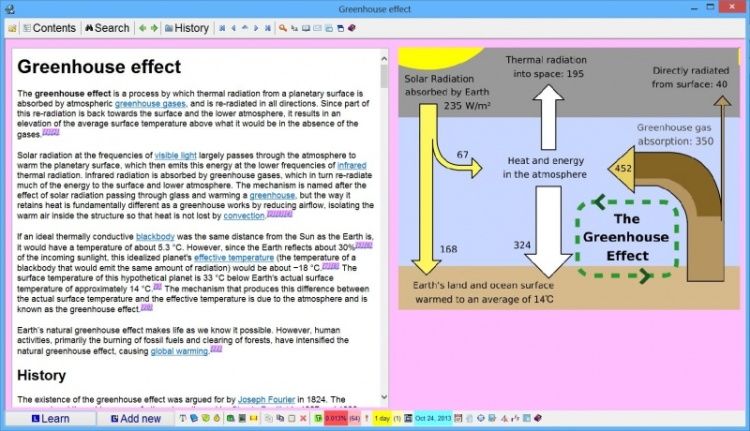 Greenhouse effect
Contents Search History
Greenhouse effect
The greenhouse effect is a process by which thermal radiation from a planetary surface is
absorbed by atmospheric greenhouse gases, and is re-radiated in all directions. Since part of
this re-radiation is back towards the surface and the lower atmosphere, it results in an
elevation of the average surface temperature above what it would be in the absence of the
gases.
Solar radiation at the frequencies of visible light largely passes through the atmosphere to
warm the planetary surface, which then emits this energy at the lower frequencies of infrared
thermal radiation. Infrared radiation is absorbed by greenhouse gases, which in turn re-radiate
much of the energy to the surface and lower atmosphere. The mechanism is named after the
effect of solar radiation passing through glass and warming a greenhouse, but the way it
retains heat is fundamentally different as a greenhouse works by reducing airflow, isolating the
warm air inside the structure so that heat is not lost by convection.
If an ideal thermally conductive blackbody was the same distance from the Sun as the Earth is,
it would have a temperature of about 5.3 °C. However, since the Earth reflects about 30%
of the incoming sunlight, this idealized planet's effective temperature (the temperature of a
blackbody that would emit the same amount of radiation) would be about −18 °C.
The surface temperature of this hypothetical planet is 33 °C below Earth's actual surface
temperature of approximately 14 °C. The mechanism that produces this difference between
the actual surface temperature and the effective temperature is due to the atmosphere and is
known as the greenhouse effect.
Earth's natural greenhouse effect makes life as we know it possible. However, human
activities, primarily the burning of fossil fuels and clearing of forests, have intensified the
natural greenhouse effect, causing global warming.
History
The existence of the greenhouse effect was argued for by Joseph Fourier in 1824. The
Solar Radiation
absorbed by Earth
235 W/m²
Thermal radiation
into space: 195
Directly radiated
from surface: 40
Greenhouse gas
absorption: 350
67
Heat and energy
in the atmosphere
452
The
Greenhouse
Effect
168
324
Earth's land and ocean surface
warmed to an average of 14°C
Learn Add new 0.013% (64) 1 day (1) Oct 24, 2013